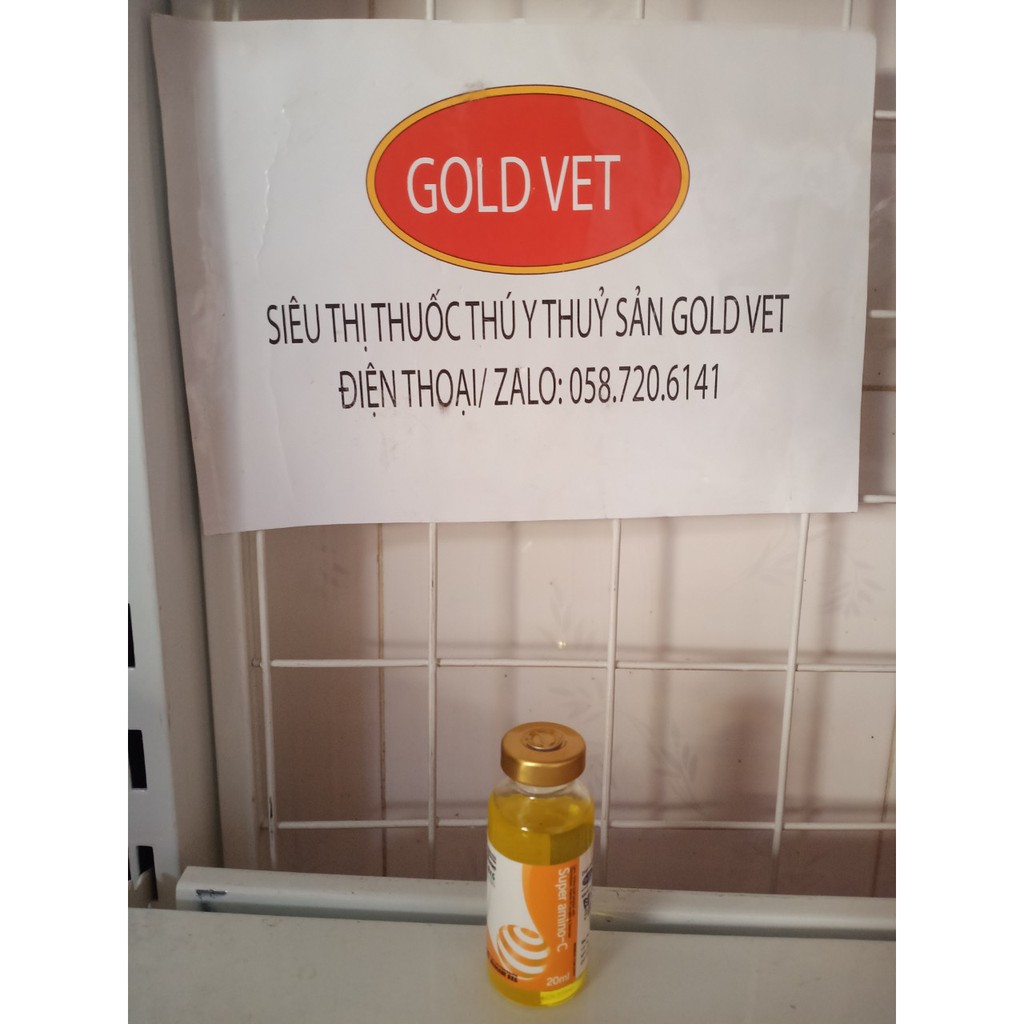 GOLD VET
SIÊU THỊ THUỐC THÚ Y THUỶ SẢN GOLD VET
ĐIỆN THOẠI/ ZALO: 058.720.6141
Super amino-C
20ml